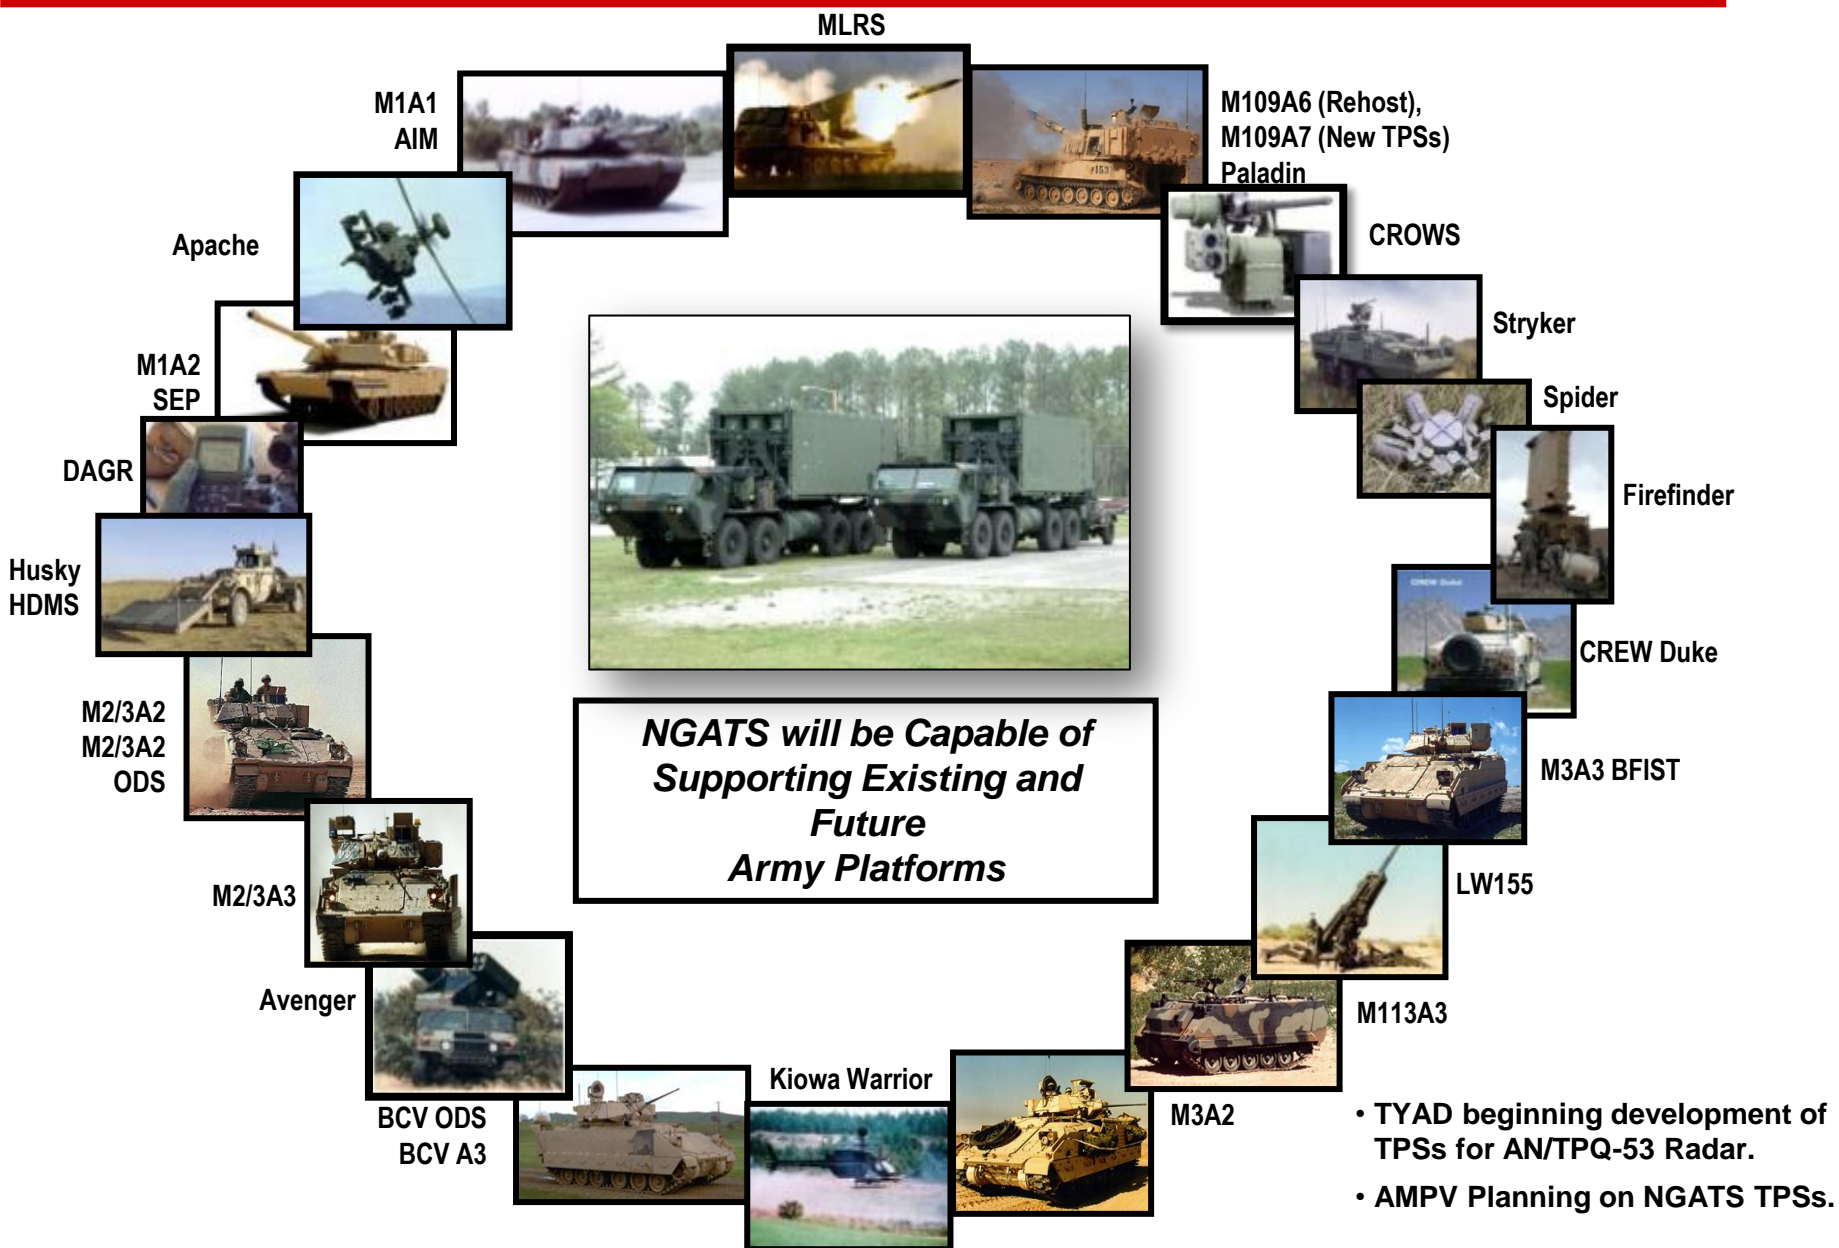 MLRS
M1A1
AIM
M109A6 (Rehost),
M109A7 (New TPSs)
Paladin
#153
Apache
CROWS
M1A2
SEP
Stryker
Spider
DAGR
Firefinder
Husky
HDMS
CREW Duke
CREW Duke
M2/3A2
M2/3A2
ODS
NGATS will be Capable of
Supporting Existing and
Future
Army Platforms
M3A3 BFIST
M2/3A3
LW155
Avenger
M113A3
Kiowa Warrior
BCV ODS
BCV A3
M3A2
• TYAD beginning development of
TPSs for AN/TPQ-53 Radar.
• AMPV Planning on NGATS TPSs.